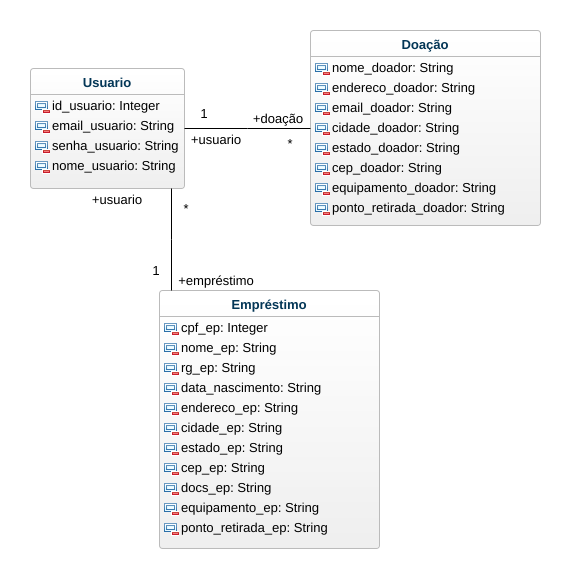 Usuario
id_usuario: Integer
email_usuario: String
senha_usuario: String
nome_usuario: String
1
+usuario
+doação
*
Doação
nome_doador: String
endereco_doador: String
email_doador: String
cidade_doador: String
estado_doador: String
cep_doador: String
equipamento_doador: String
ponto_retirada_doador: String
+usuario
*
1
+empréstimo
Empréstimo
cpf_ep: Integer
nome_ep: String
rg_ep: String
data_nascimento: String
endereco_ep: String
cidade_ep: String
estado_ep: String
cep_ep: String
docs_ep: String
equipamento_ep: String
ponto_retirada_ep: String